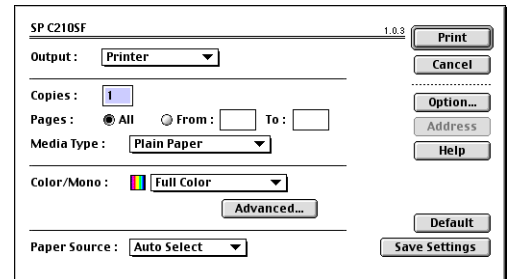 SP C210SF 1.0.3 Print
Output : Printer Cancel
Copies : 1 Option...
Pages : All From : To : Address
Media Type : Plain Paper Help
Color/Mono : Full Color
Advanced...
Default
Paper Source : Auto Select Save Settings